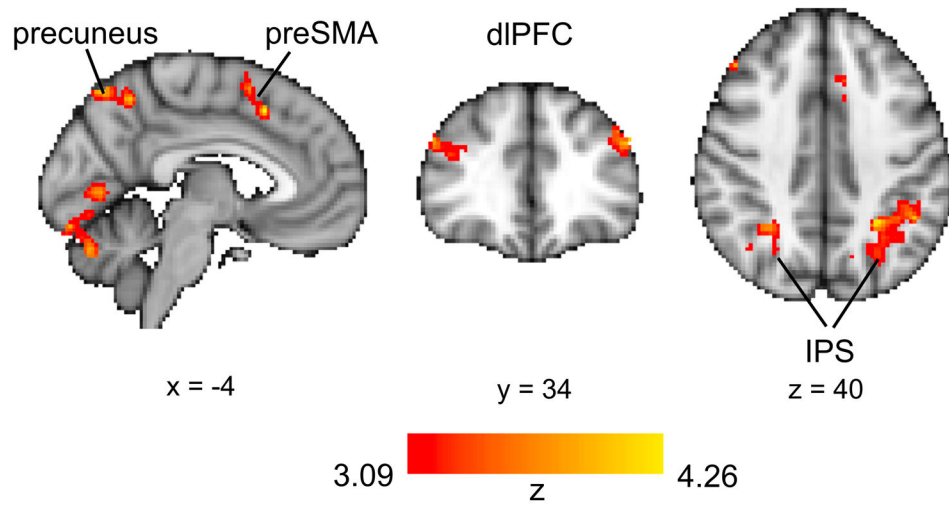 precuneus
preSMA
dlPFC
IPS
x = -4
y = 34
z = 40
3.09
4.26
z